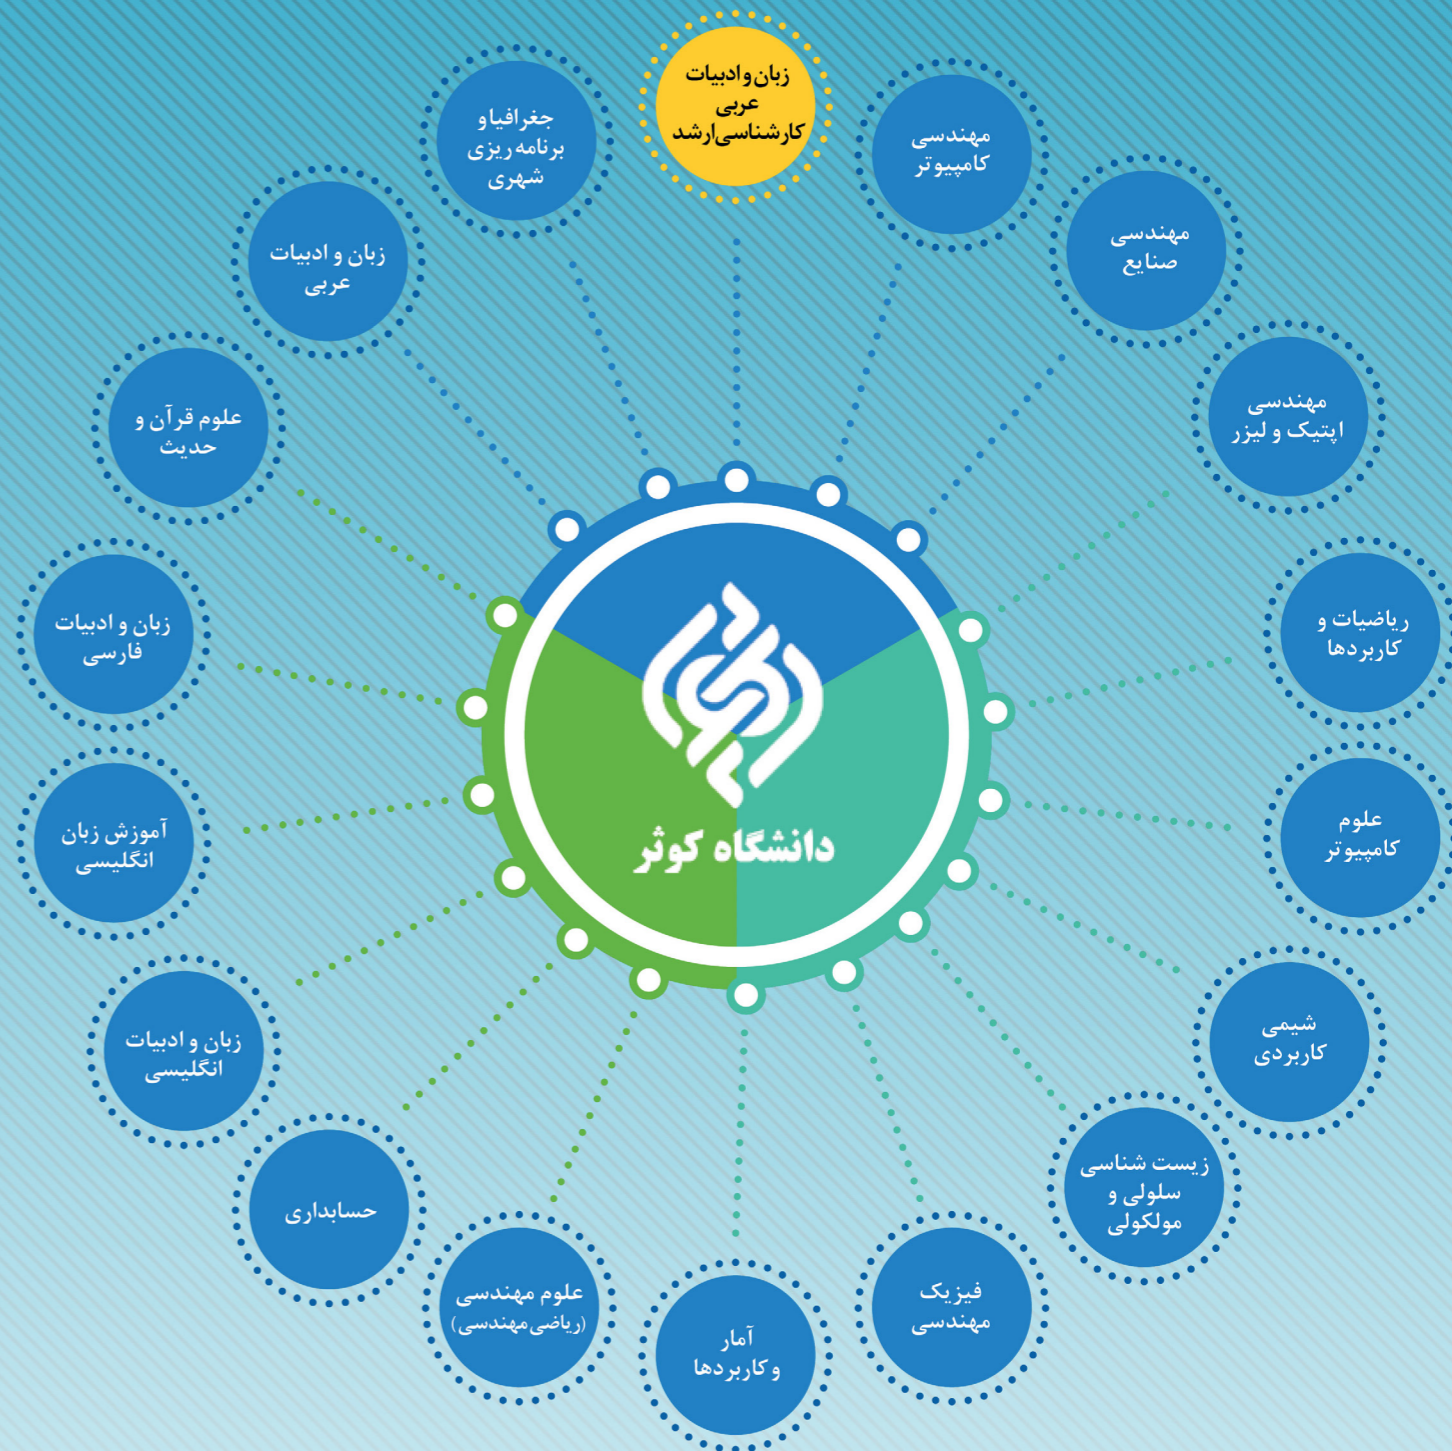 زبان و ادبیات
عربی
کارشناسی ارشد
مهندسی
کامپیوتر
مهندسی
صنایع
مهندسی
اپتیک و لیزر
ریاضیات و
کاربردها
علوم
کامپیوتر
شیمی
کاربردی
زیست شناسی
سلولی و
مولکولی
فیزیک
مهندسی
آمار
و کاربردها
علوم مهندسی
(ریاضی مهندسی)
حسابداری
زبان و ادبیات
انگلیسی
آموزش زبان
انگلیسی
زبان و ادبیات
فارسی
علوم قرآن و
حدیث
زبان و ادبیات
عربی
جغرافیا و
برنامه ریزی
شهری
دانشگاه کوثر